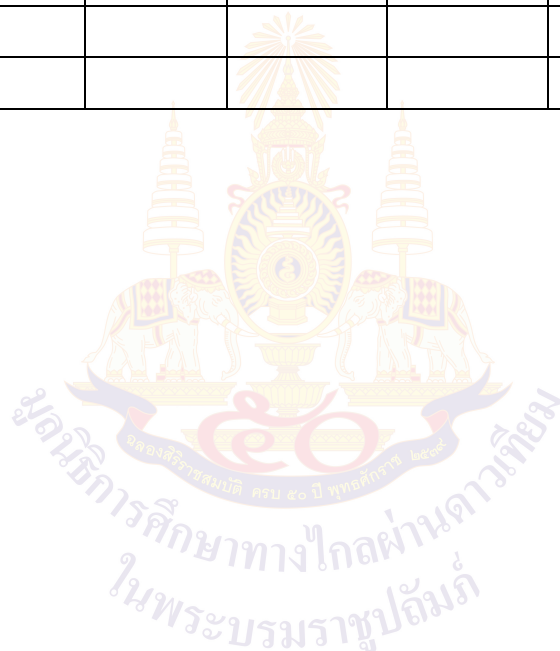 ฉลองสิริราชสมบัติ ครบ ๕๐ ปี พุทธศักราช ๒๕๓๙
มูลนิธิการศึกษาทางไกลผ่านดาวเทียม
ในพระบรมราชูปถัมภ์